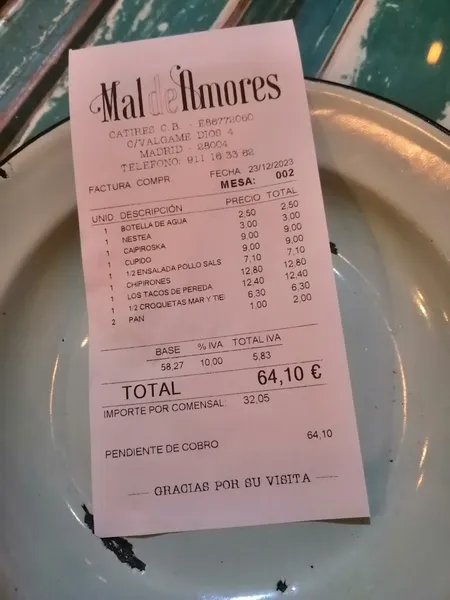 Mal de Amores
CATIRES C.B. - E86772060
C/VALGAME DIOS 4
MADRID - 28004
TELEFONO: 911 16 33 62
FACTURA COMPR. FECHA 23/12/2023
MESA: 002
UNID DESCRIPCIÓN PRECIO TOTAL
1 BOTELLA DE AGUA 2,50 2,50
1 NESTEA 3,00 3,00
1 CAIPIROSKA 9,00 9,00
1 CUPIDO 9,00 9,00
1 1/2 ENSALADA POLLO SALS 7,10 7,10
1 CHIPIRONES 12,80 12,80
1 LOS TACOS DE PEREDA 12,40 12,40
1 1/2 CROQUETAS MAR Y TIE 6,30 6,30
2 PAN 1,00 2,00
BASE % IVA TOTAL IVA
58,27 10,00 5,83
TOTAL 64,10 €
IMPORTE POR COMENSAL: 32,05
PENDIENTE DE COBRO 64,10
GRACIAS POR SU VISITA